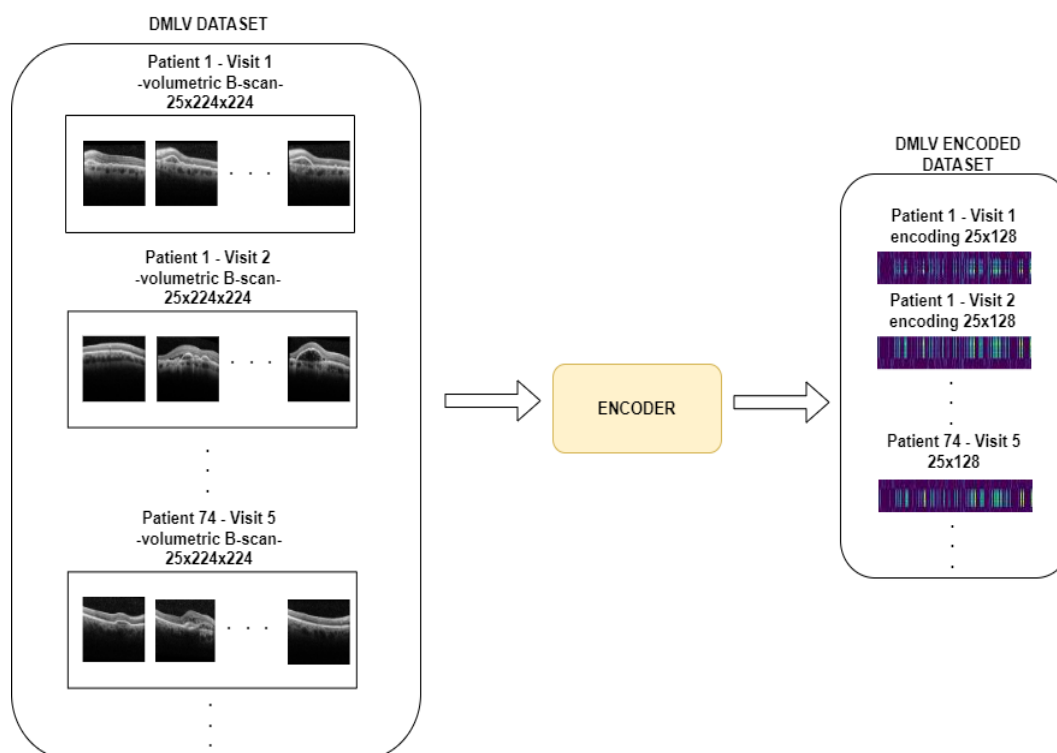 DMLV DATASET
Patient 1 - Visit 1
-volumetric B-scan-
25x224x224
Patient 1 - Visit 2
-volumetric B-scan-
25x224x224
Patient 74 - Visit 5
-volumetric B-scan-
25x224x224
ENCODER
DMLV ENCODED
DATASET
Patient 1 - Visit 1
encoding 25x128
Patient 1 - Visit 2
encoding 25x128
Patient 74 - Visit 5
25x128